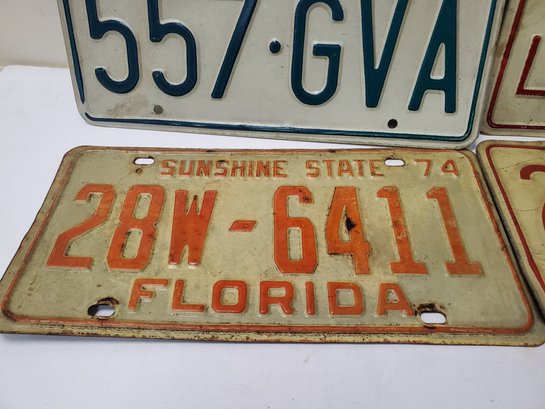 557·GVA
SUNSHINE STATE 74
28W-6411
FLORIDA